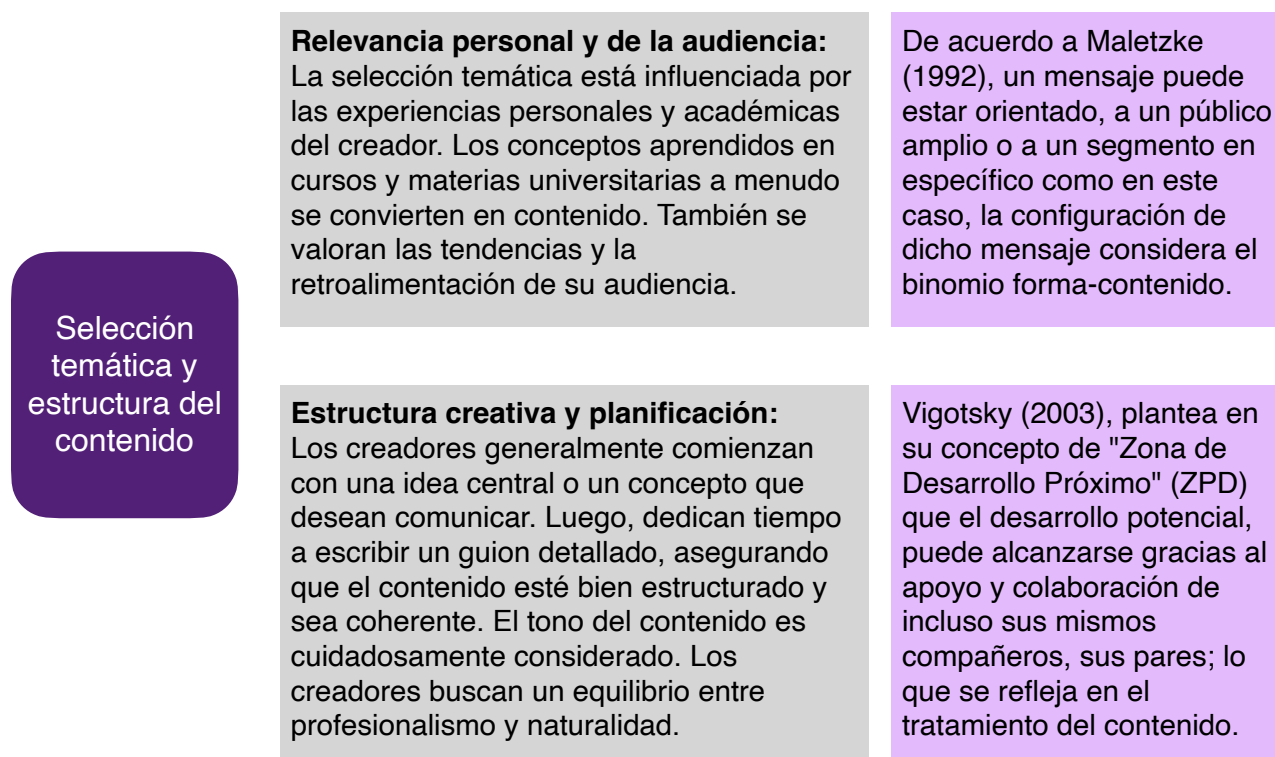 Selección
temática y
estructura del
contenido
Relevancia personal y de la audiencia:
La selección temática está influenciada por
las experiencias personales y académicas
del creador. Los conceptos aprendidos en
cursos y materias universitarias a menudo
se convierten en contenido. También se
valoran las tendencias y la
retroalimentación de su audiencia.
De acuerdo a Maletzke
(1992), un mensaje puede
estar orientado, a un público
amplio o a un segmento en
específico como en este
caso, la configuración de
dicho mensaje considera el
binomio forma-contenido.
Estructura creativa y planificación:
Los creadores generalmente comienzan
con una idea central o un concepto que
desean comunicar. Luego, dedican tiempo
a escribir un guion detallado, asegurando
que el contenido esté bien estructurado y
sea coherente. El tono del contenido es
cuidadosamente considerado. Los
creadores buscan un equilibrio entre
profesionalismo y naturalidad.
Vigotsky (2003), plantea en
su concepto de "Zona de
Desarrollo Próximo" (ZPD)
que el desarrollo potencial,
puede alcanzarse gracias al
apoyo y colaboración de
incluso sus mismos
compañeros, sus pares; lo
que se refleja en el
tratamiento del contenido.